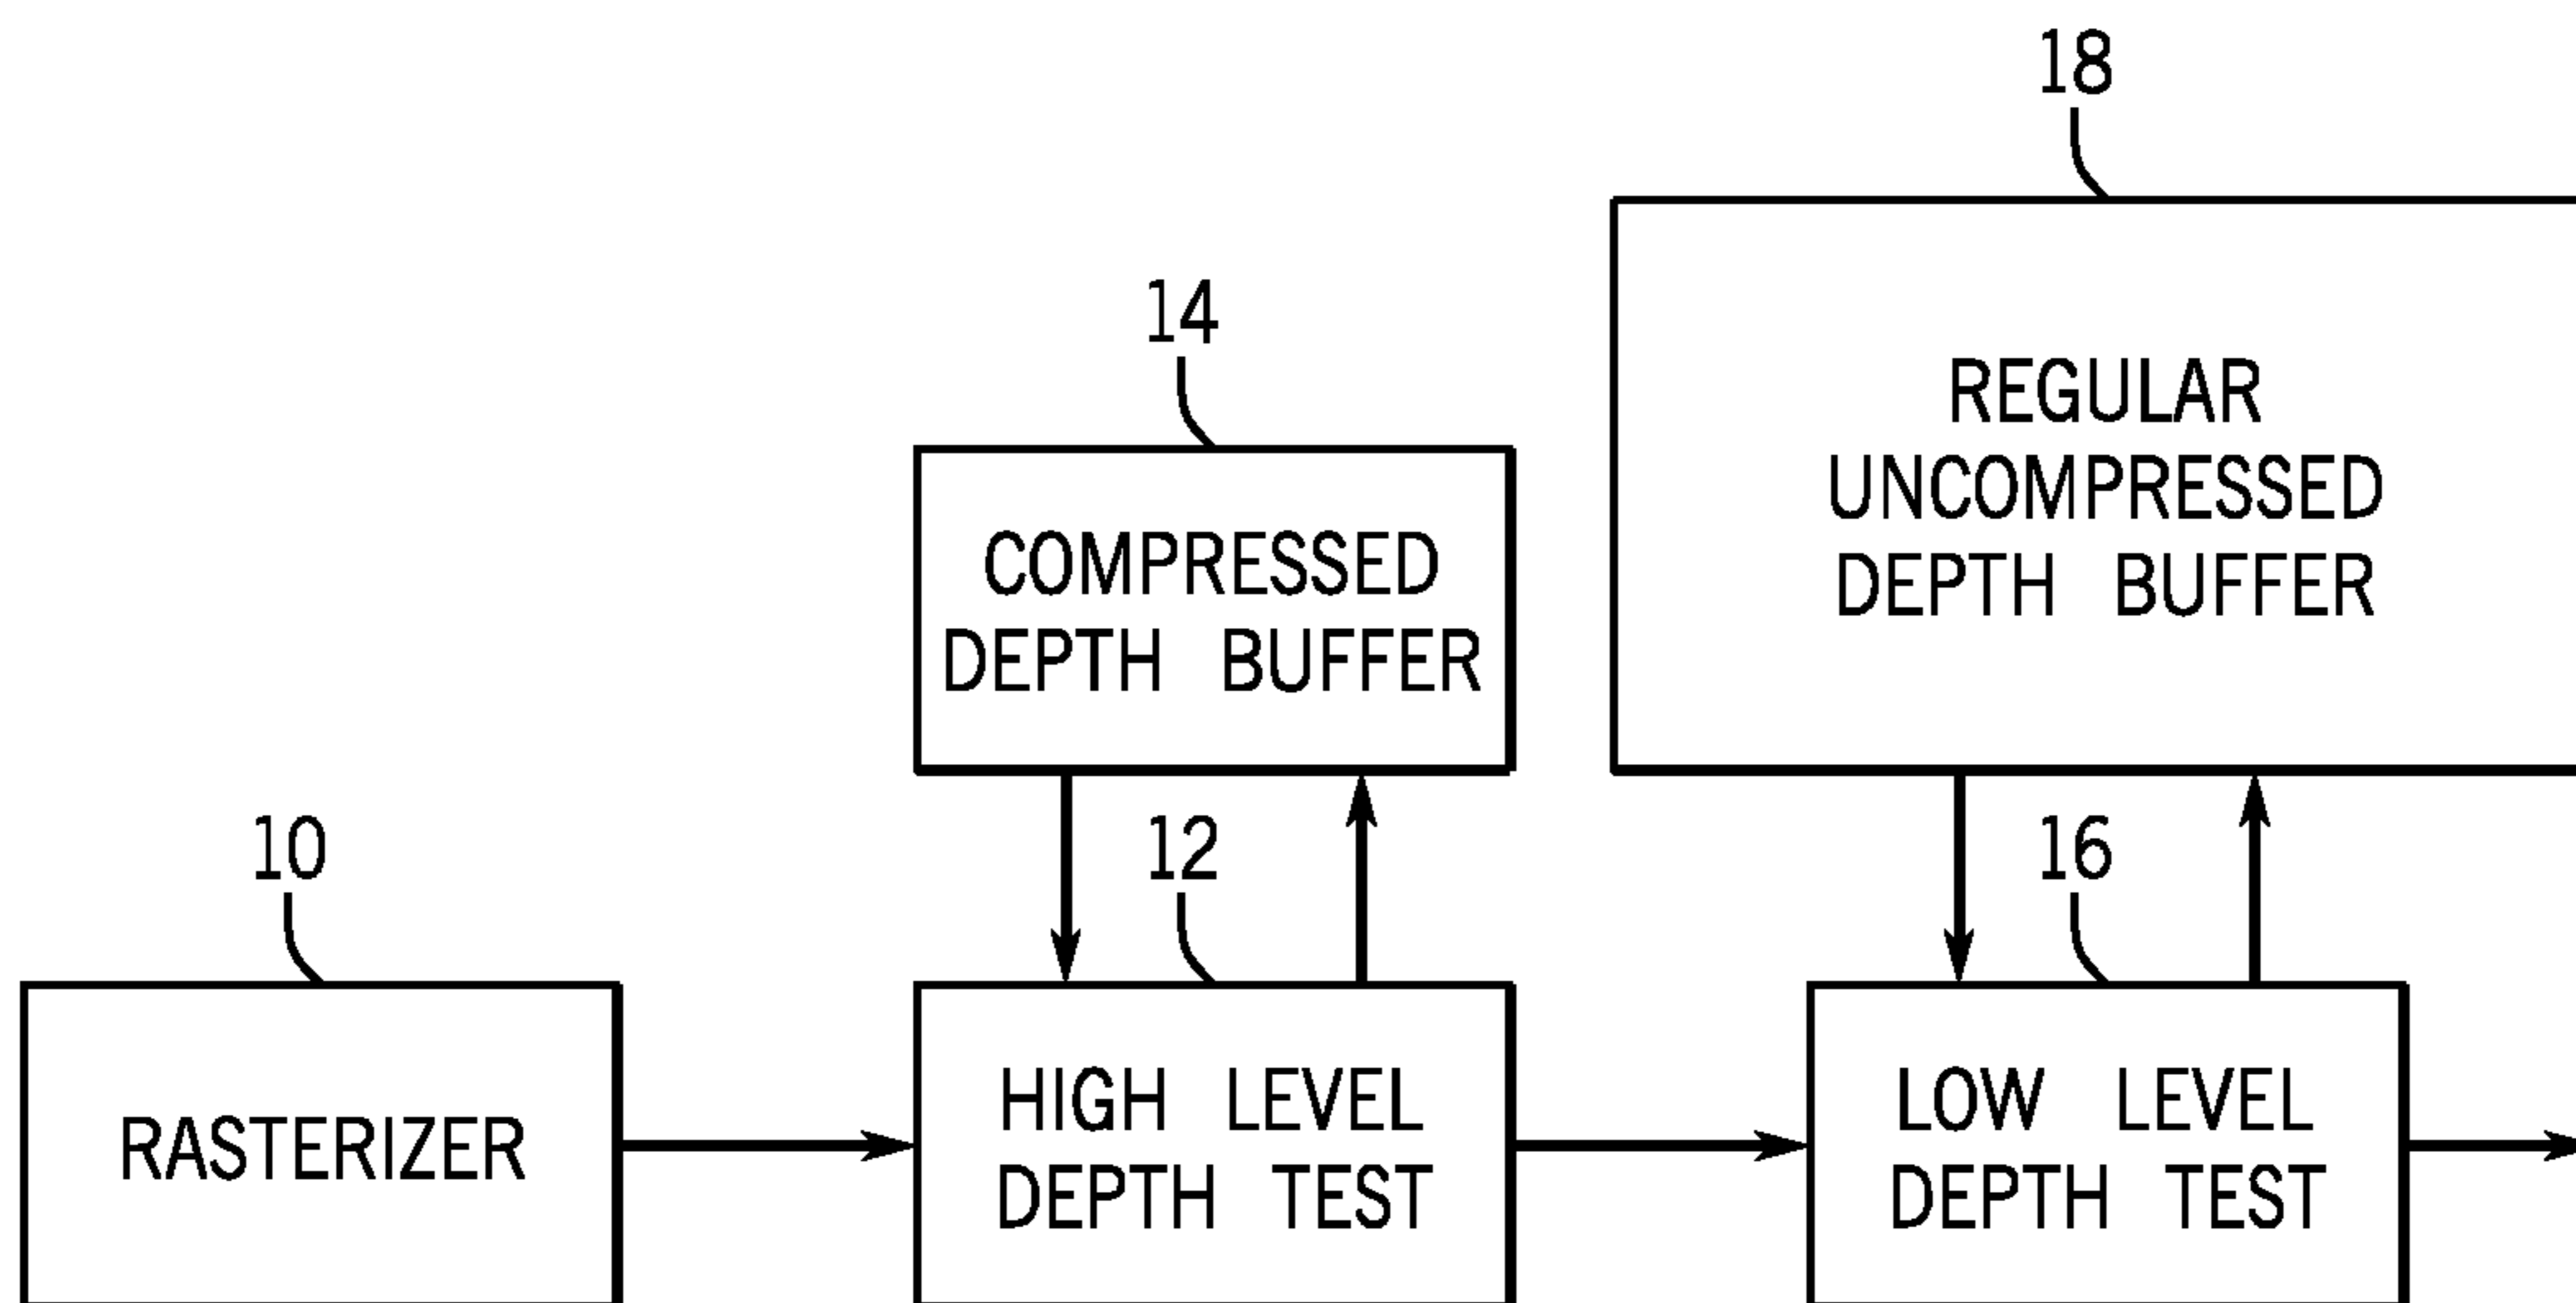 18
REGULAR
UNCOMPRESSED
DEPTH BUFFER
14
COMPRESSED
DEPTH BUFFER
10
RASTERIZER
12
HIGH LEVEL
DEPTH TEST
16
LOW LEVEL
DEPTH TEST